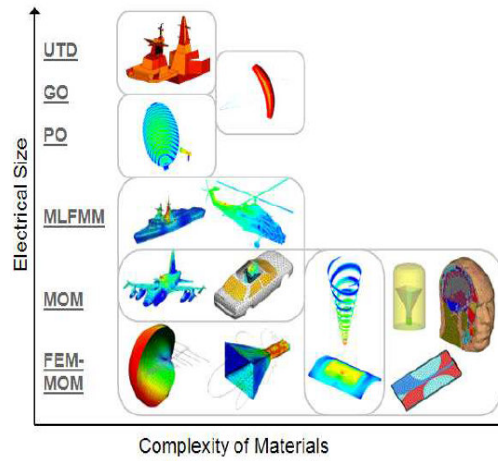 UTD
GO
PO
MLFMM
MOM
FEM-
MOM
Electrical Size
Complexity of Materials